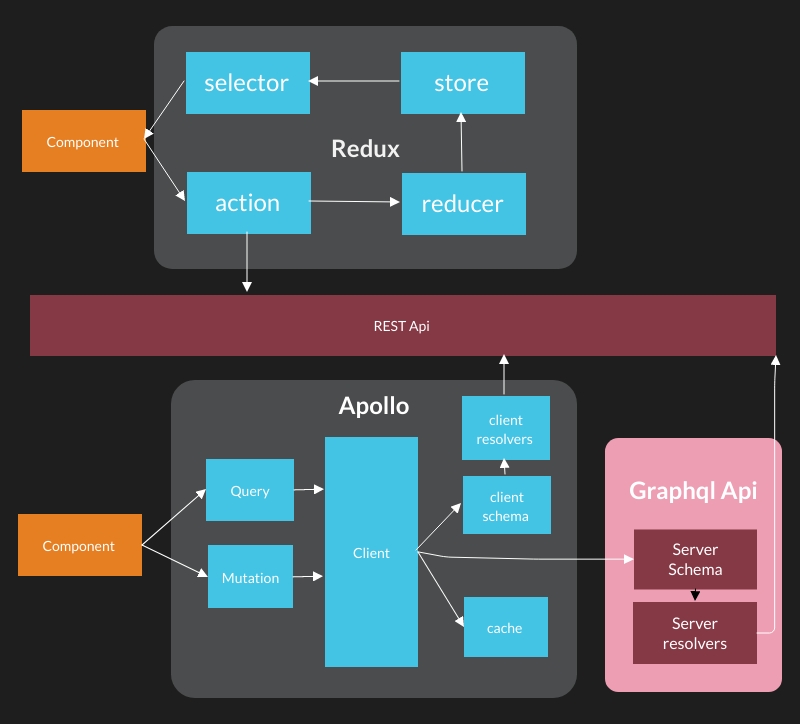 selector
store
Component
Redux
action
reducer
REST Api
Apollo
client
resolvers
Query
Graphql Api
client
schema
Component
Client
Mutation
Server
Schema
cache
Server
resolvers